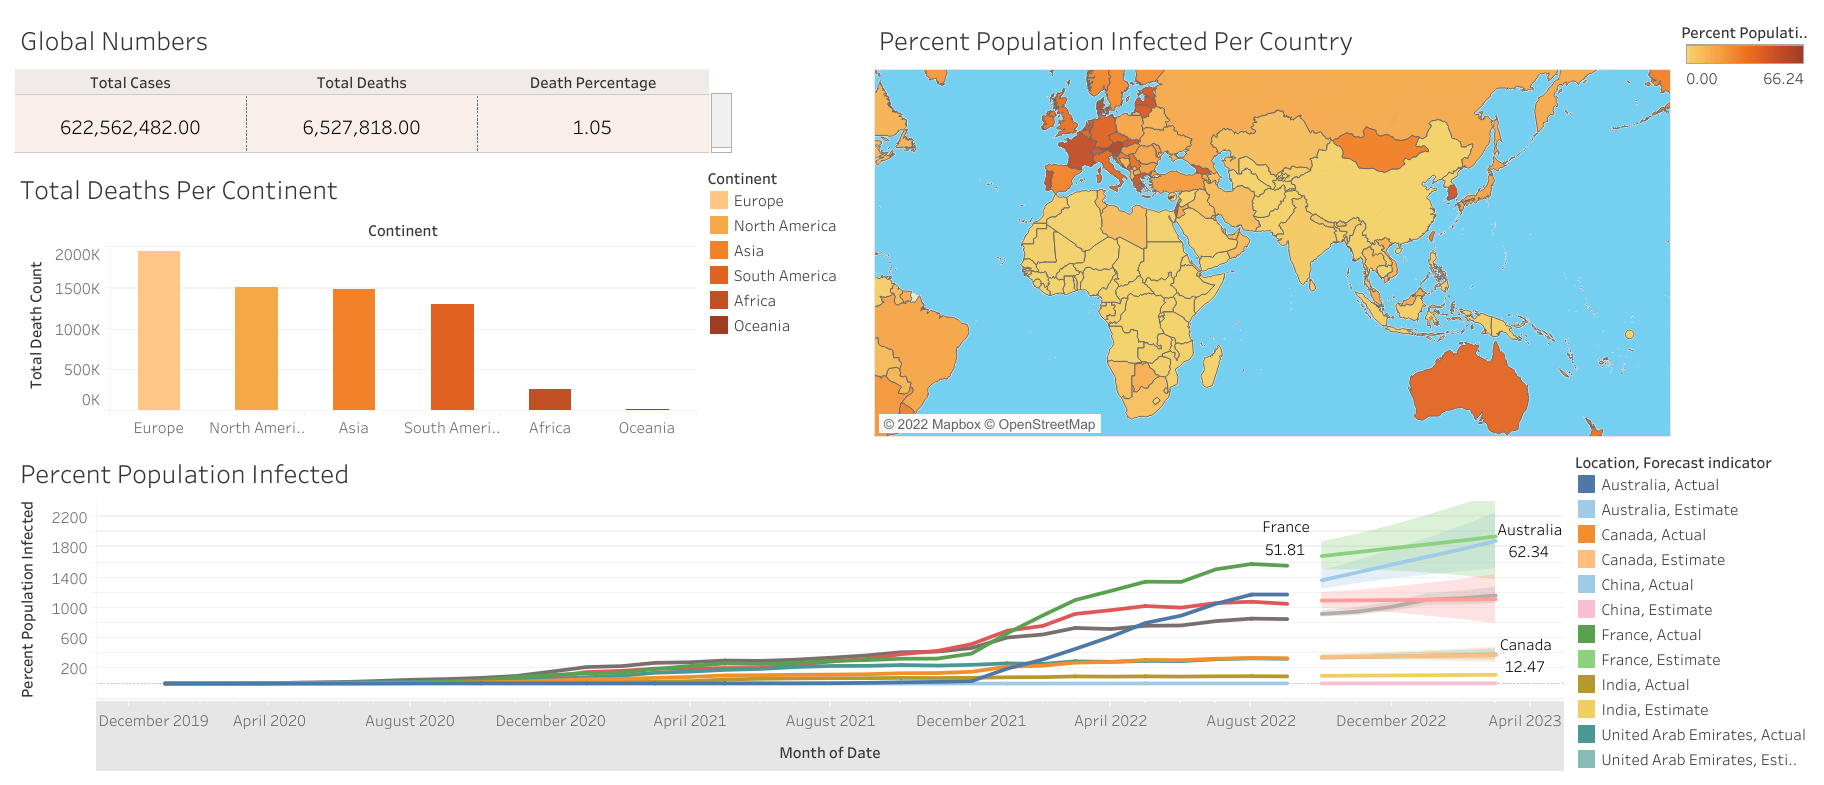 Global Numbers
Total Cases
Total Deaths
Death Percentage
622,562,482.00
6,527,818.00
1.05
Total Deaths Per Continent
Continent
Total Death Count
2000K
1500K
1000K
500K
0K
Europe
North Ameri..
Asia
South Ameri..
Africa
Oceania
Continent
Europe
North America
Asia
South America
Africa
Oceania
Percent Population Infected Per Country
© 2022 Mapbox © OpenStreetMap
Percent Populati..
0.00
66.24
Percent Population Infected
Percent Population Infected
2200
1800
1400
1000
600
200
France
51.81
Australia
62.34
Canada
12.47
December 2019
April 2020
August 2020
December 2020
April 2021
August 2021
December 2021
April 2022
August 2022
December 2022
April 2023
Month of Date
Location, Forecast indicator
Australia, Actual
Australia, Estimate
Canada, Actual
Canada, Estimate
China, Actual
China, Estimate
France, Actual
France, Estimate
India, Actual
India, Estimate
United Arab Emirates, Actual
United Arab Emirates, Esti..